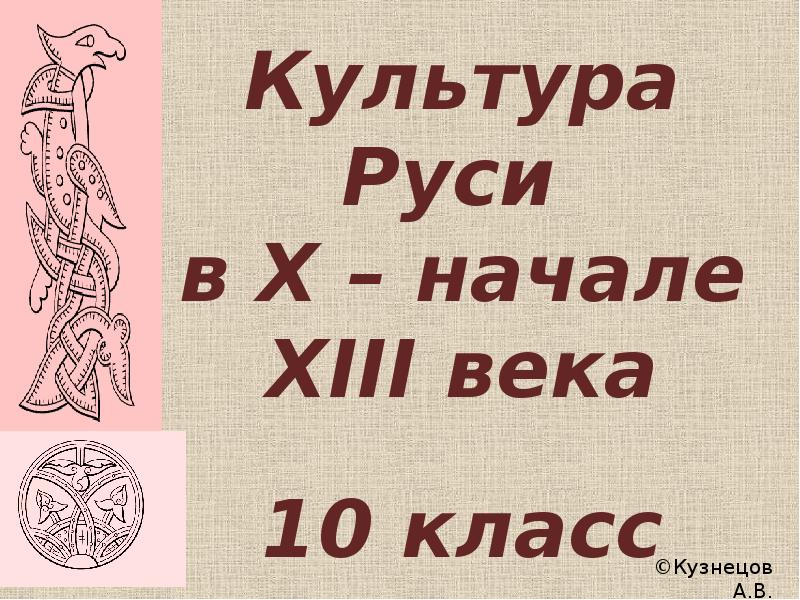 Культура
Руси
в X – начале
XIII века
10 класс
©Кузнецов
А.В.